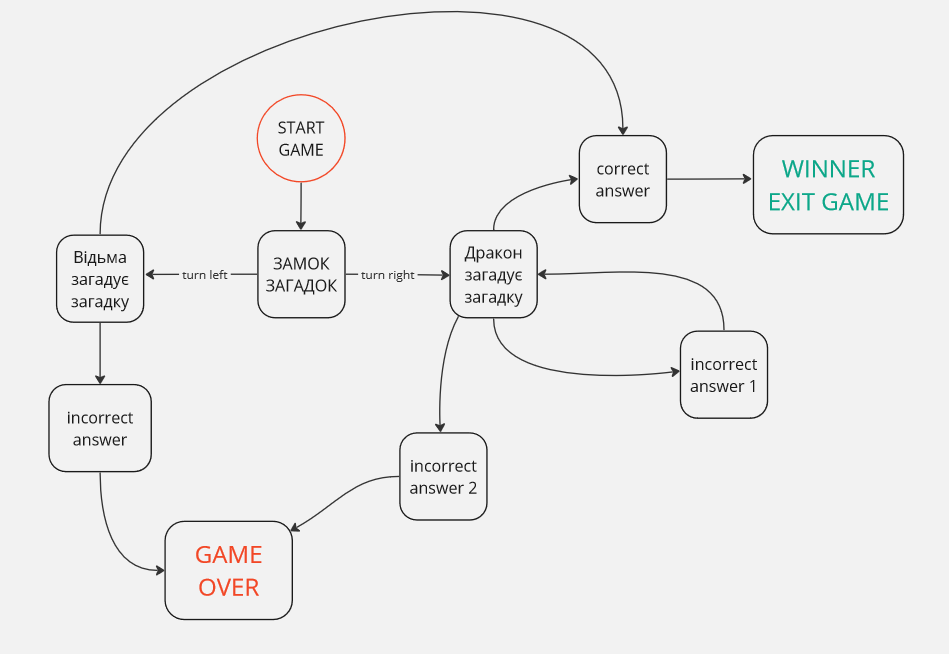 START
GAME
correct
answer
WINNER
EXIT GAME
Відьма
загадує
загадку
turn left
ЗАМОК
ЗАГАДОК
turn right
Дракон
загадує
загадку
incorrect
answer 1
incorrect
answer
incorrect
answer 2
GAME
OVER